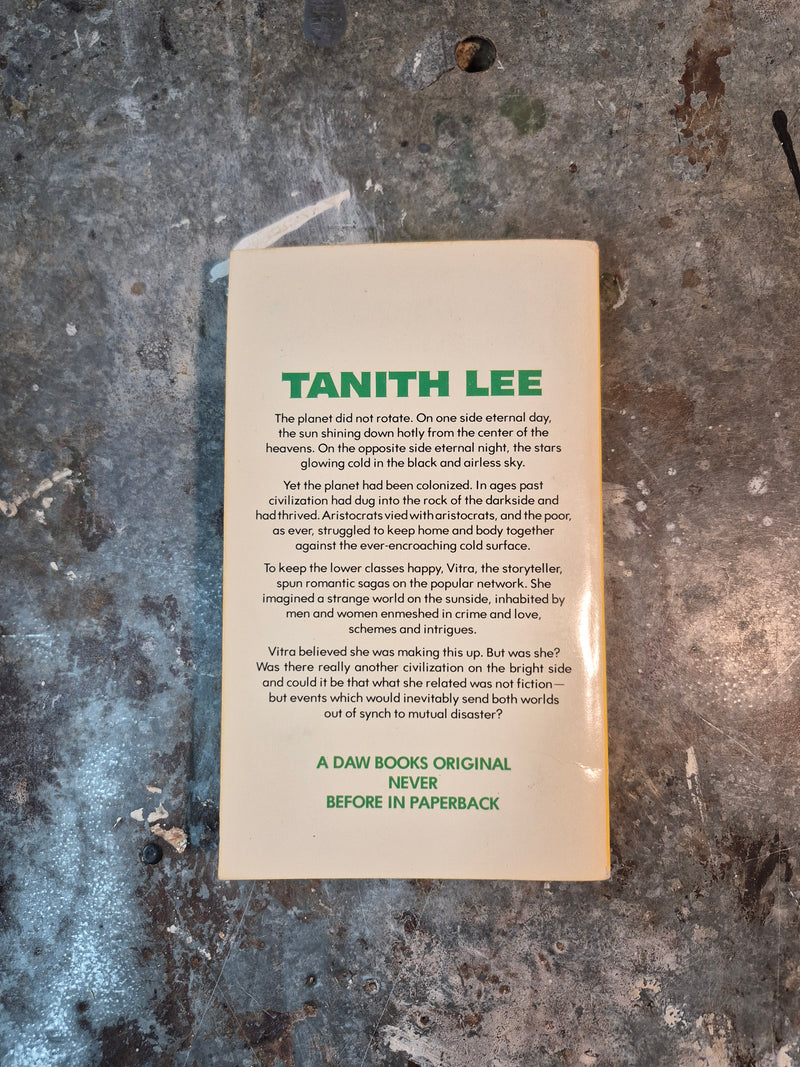 TANITH LEE
The planet did not rotate. On one side eternal day,
the sun shining down hotly from the center of the
heavens. On the opposite side eternal night, the stars
glowing cold in the black and airless sky.
Yet the planet had been colonized. In ages past
civilization had dug into the rock of the darkside and
had thrived. Aristocrats vied with aristocrats, and the poor,
as ever, struggled to keep home and body together
against the ever-encroaching cold surface.
To keep the lower classes happy, Vitra, the storyteller,
spun romantic sagas on the popular network. She
imagined a strange world on the sunside, inhabited by
men and women enmeshed in crime and love,
schemes and intrigues.
Vitra believed she was making this up. But was she?
Was there really another civilization on the bright side
and could it be that what she related was not fiction—
but events which would inevitably send both worlds
out of synch to mutual disaster?
A DAW BOOKS ORIGINAL
NEVER
BEFORE IN PAPERBACK